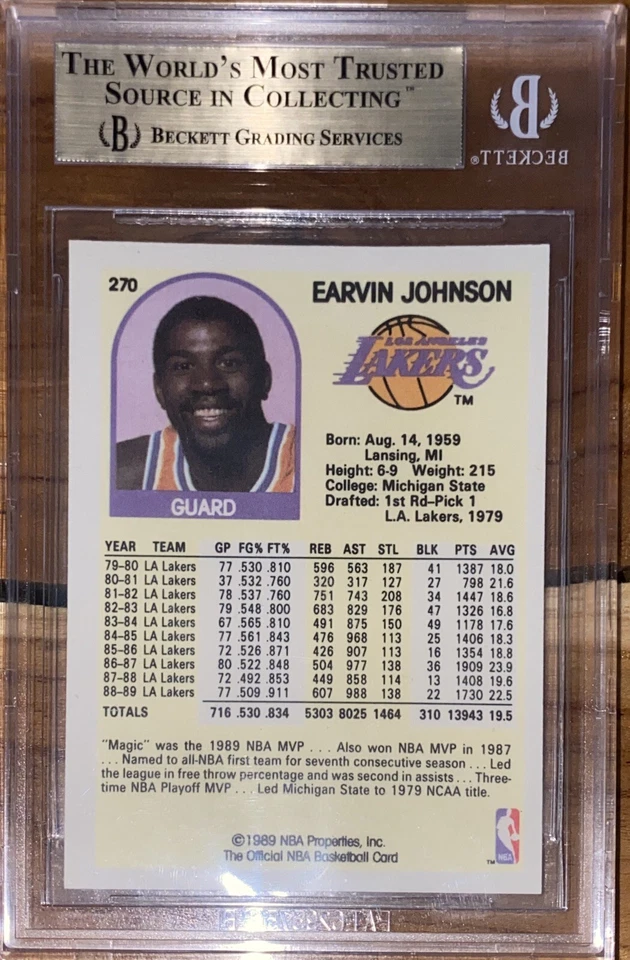 THE WORLD'S MOST TRUSTED
SOURCE IN COLLECTING™
B BECKETT GRADING SERVICES
B
BECKETT®
270
EARVIN JOHNSON
LOS ANGELES
LAKERS
TM
Born: Aug. 14, 1959
Lansing, MI
Height: 6-9 Weight: 215
College: Michigan State
Drafted: 1st Rd-Pick 1
L.A. Lakers, 1979
GUARD
YEAR TEAM GP FG% FT% REB AST STL BLK PTS AVG
79-80 LA Lakers 77 .530 .810 596 563 187 41 1387 18.0
80-81 LA Lakers 37 .532 .760 320 317 127 27 798 21.6
81-82 LA Lakers 78 .537 .760 751 743 208 34 1447 18.6
82-83 LA Lakers 79 .548 .800 683 829 176 47 1326 16.8
83-84 LA Lakers 67 .565 .810 491 875 150 49 1178 17.6
84-85 LA Lakers 77 .561 .843 476 968 113 25 1406 18.3
85-86 LA Lakers 72 .526 .871 426 907 113 16 1354 18.8
86-87 LA Lakers 80 .522 .848 504 977 138 36 1909 23.9
87-88 LA Lakers 72 .492 .853 449 858 114 13 1408 19.6
88-89 LA Lakers 77 .509 .911 607 988 138 22 1730 22.5
TOTALS 716 .530 .834 5303 8025 1464 310 13943 19.5
"Magic" was the 1989 NBA MVP . . . Also won NBA MVP in 1987
. . . Named to all-NBA first team for seventh consecutive season . . . Led
the league in free throw percentage and was second in assists . . . Three-
time NBA Playoff MVP . . . Led Michigan State to 1979 NCAA title.
©1989 NBA Properties, Inc.
The Official NBA Basketball Card
TM NBA